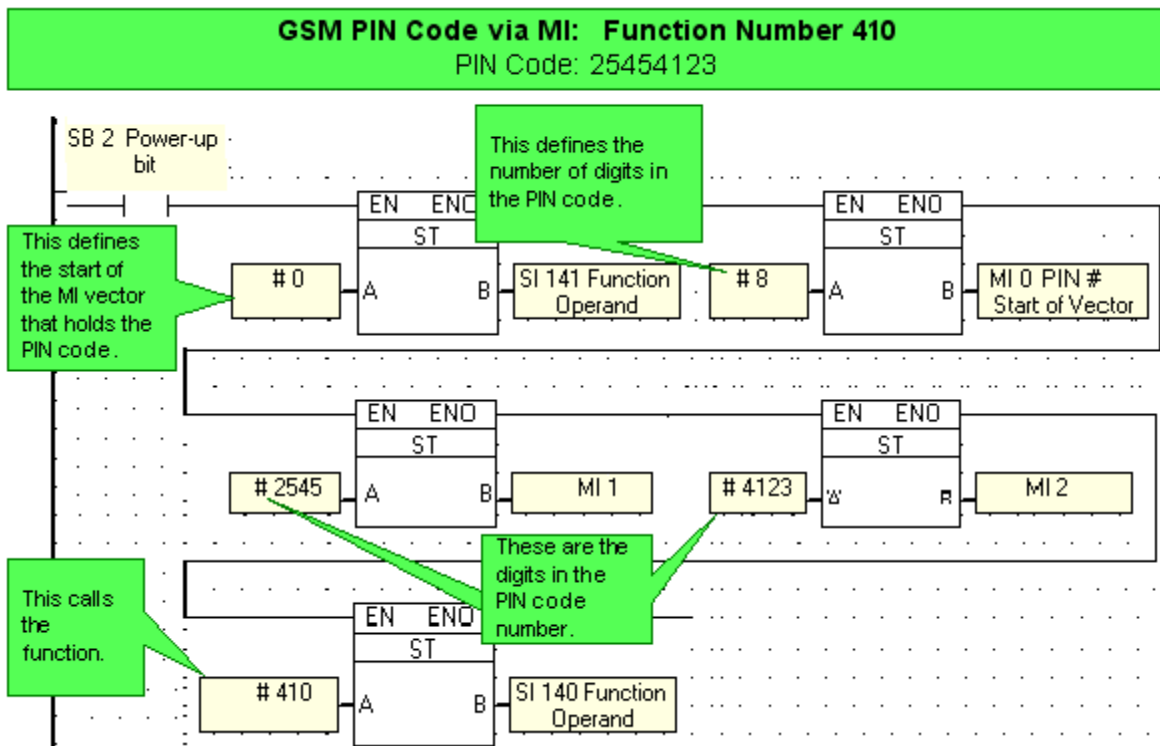 GSM PIN Code via MI: Function Number 410
PIN Code: 25454123
SB 2 Power-up
bit
This defines the
number of digits in
the PIN code.
EN ENO
ST
A B
EN ENO
ST
A B
This defines
the start of
the MI vector
that holds the
PIN code.
# 0
SI 141 Function
Operand
# 8
MI 0 PIN #
Start of Vector
EN ENO
ST
A B
EN ENO
ST
# 2545
MI 1
# 4123
MI 2
These are the
digits in the
PIN code
number.
This calls
the
function.
EN ENO
ST
A B
# 410
SI 140 Function
Operand